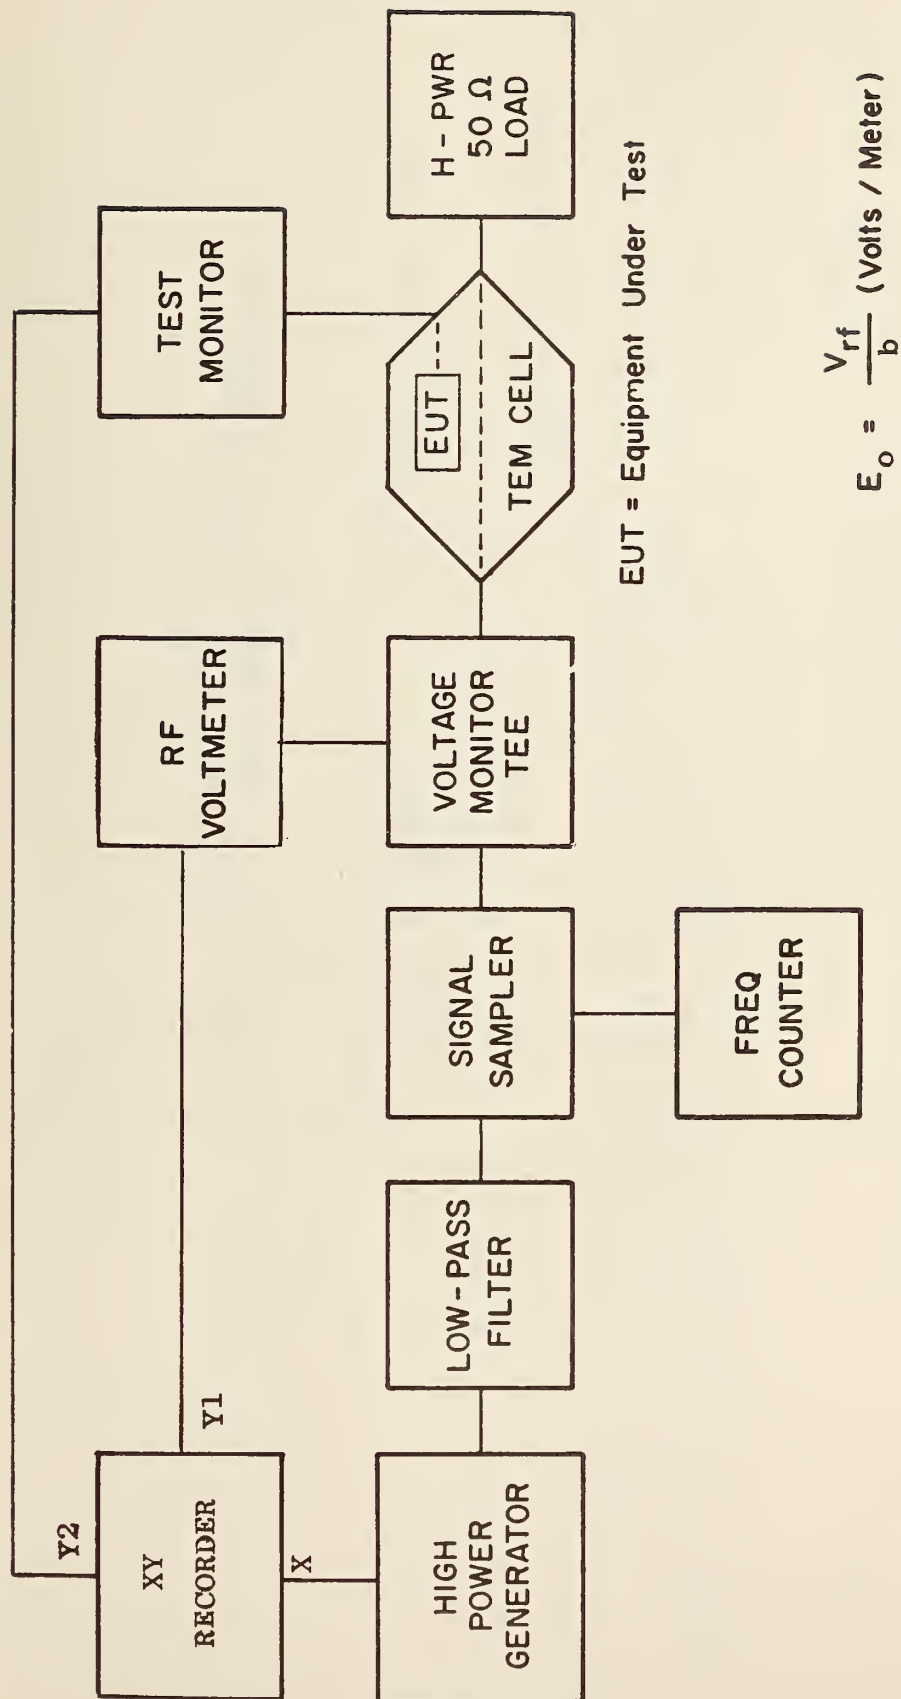 TEST
MONITOR
H - PWR
50 Ω
LOAD
EUT
TEM CELL
RF
VOLTMETER
VOLTAGE
MONITOR
TEE
SIGNAL
SAMPLER
FREQ
COUNTER
LOW-PASS
FILTER
Y2
Y1
XY
RECORDER
X
HIGH
POWER
GENERATOR
EUT = Equipment Under Test
E_o = V_rf / b (Volts / Meter)